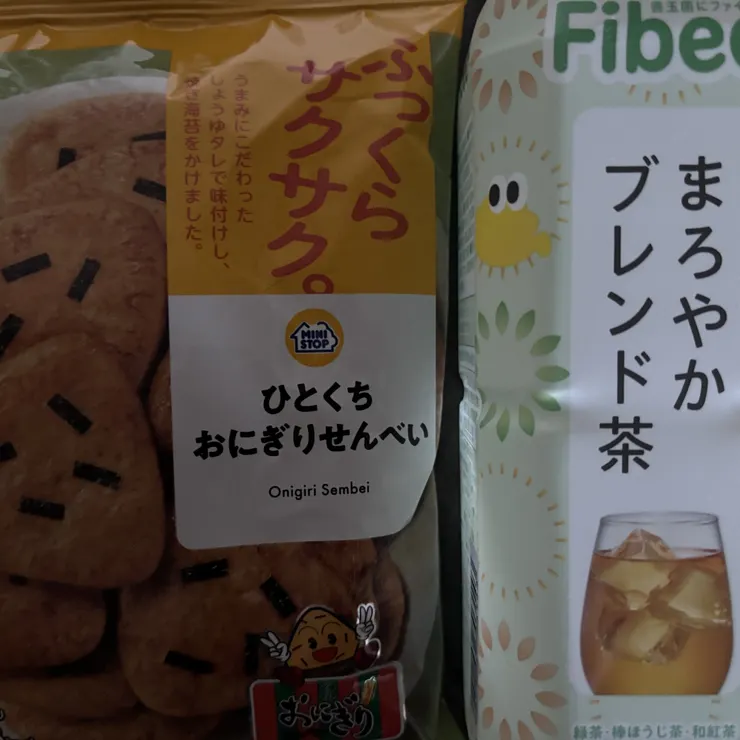 ふっくら
サクサク。
うまみにこだわった
しょうゆタレで味付けし、
焼き海苔をかけました。
MINI
STOP
ひとくち
おにぎりせんべい
Onigiri Sembei
おにぎり
Fibee
まろやか
ブレンド茶
緑茶・棒ほうじ茶・和紅茶